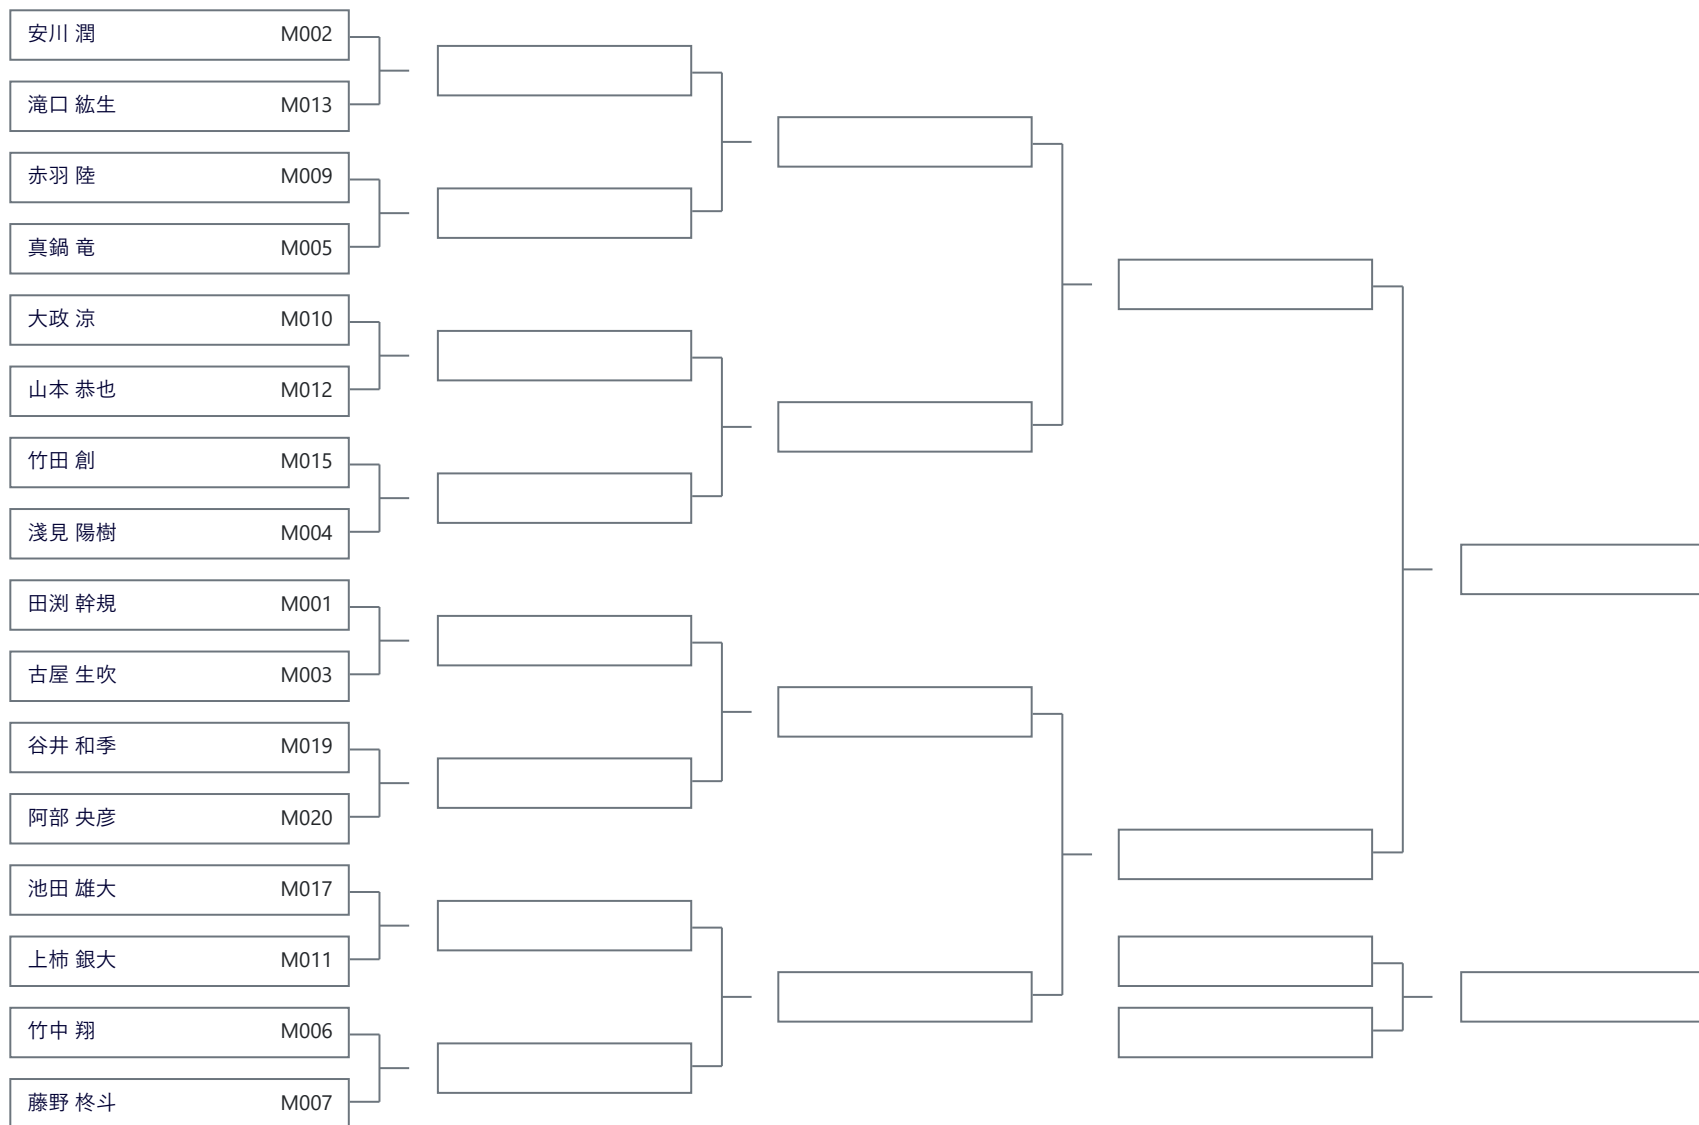 安川 潤 M002
滝口 紘生 M013
赤羽 陸 M009
真鍋 竜 M005
大政 涼 M010
山本 恭也 M012
竹田 創 M015
淺見 陽樹 M004
田渕 幹規 M001
古屋 生吹 M003
谷井 和季 M019
阿部 央彦 M020
池田 雄大 M017
上柿 銀大 M011
竹中 翔 M006
藤野 柊斗 M007